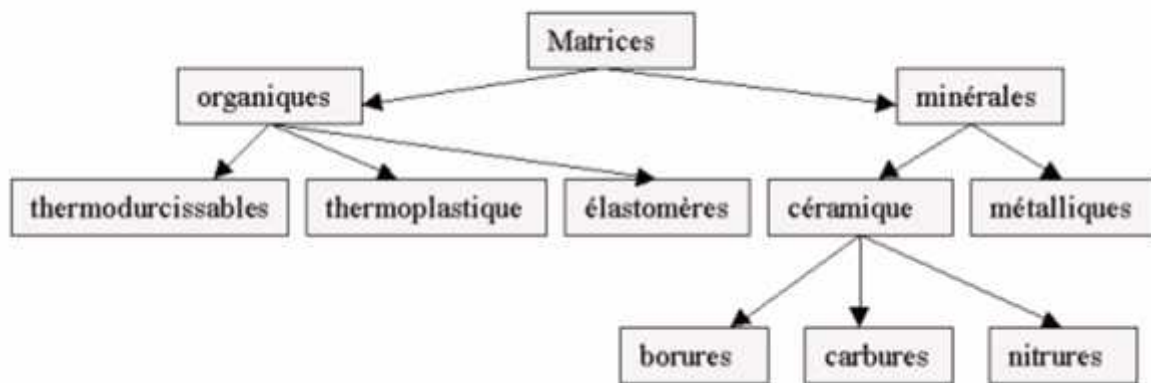 Matrices
organiques
minérales
thermodurcissables
thermoplastique
élastomères
céramique
métalliques
borures
carbures
nitrures